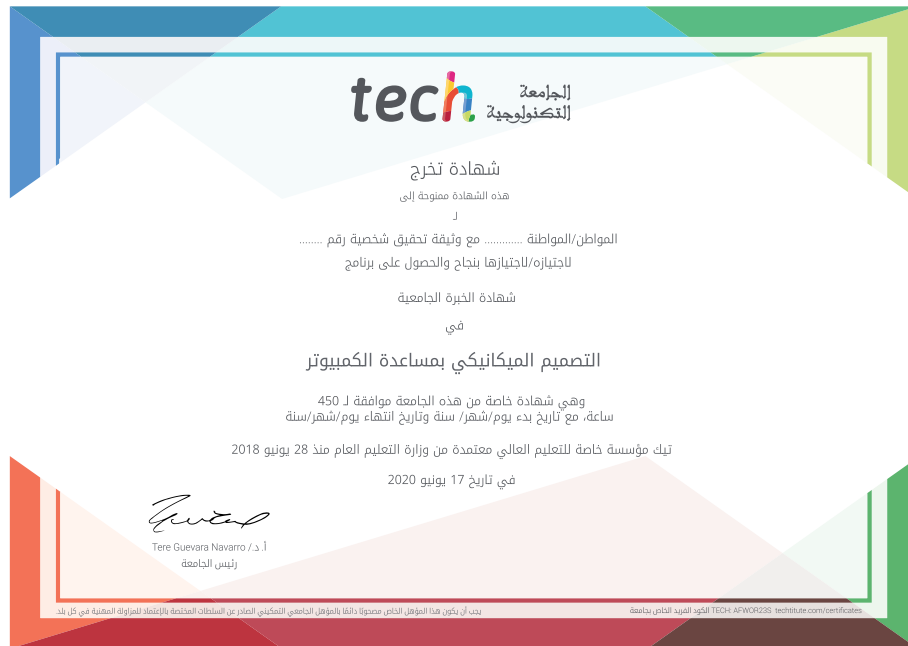 tech الجامعة
التكنولوجية
شهادة تخرج
هذه الشهادة ممنوحة إلى
لـ
المواطن/المواطنة ............ مع وثيقة تحقيق شخصية رقم ........
لاجتيازه/لاجتيازها بنجاح والحصول على برنامج
شهادة الخبرة الجامعية
في
التصميم الميكانيكي بمساعدة الكمبيوتر
وهي شهادة خاصة من هذه الجامعة موافقة لـ 450
ساعة، مع تاريخ بدء يوم/شهر/ سنة وتاريخ انتهاء يوم/شهر/سنة
تيك مؤسسة خاصة للتعليم العالي معتمدة من وزارة التعليم العام منذ 28 يونيو 2018
في تاريخ 17 يونيو 2020
أ. د./ Tere Guevara Navarro
رئيس الجامعة
يجب أن يكون هذا المؤهل الخاص مصحوبًا دائمًا بالمؤهل الجامعي التمكيني الصادر عن السلطات المختصة بالإعتماد للمزاولة المهنية في كل بلد.
الكود الفريد الخاص بجامعة TECH: AFWOR23S techtitute.com/certificates